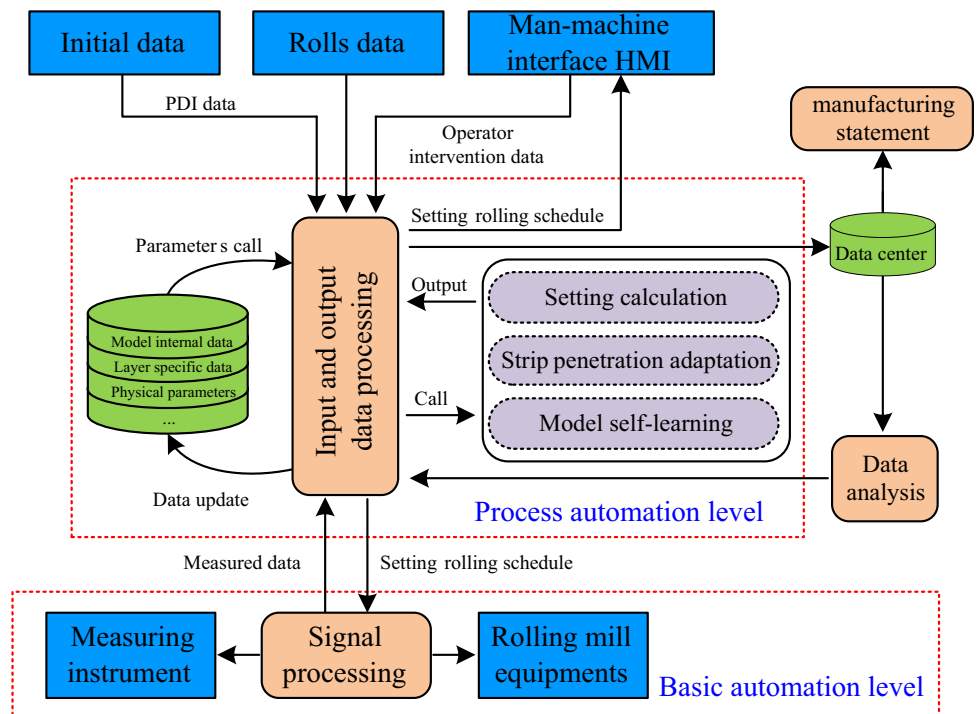 Initial data
Rolls data
Man-machine
interface HMI
PDI data
Operator
intervention data
manufacturing
statement
Setting rolling schedule
Parameter s call
Data center
Output
Setting calculation
Input and output
data processing
Model internal data
Layer specific data
Physical parameters
...
Strip penetration adaptation
Call
Model self-learning
Data update
Data
analysis
Process automation level
Measured data
Setting rolling schedule
Measuring
instrument
Signal
processing
Rolling mill
equipments
Basic automation level